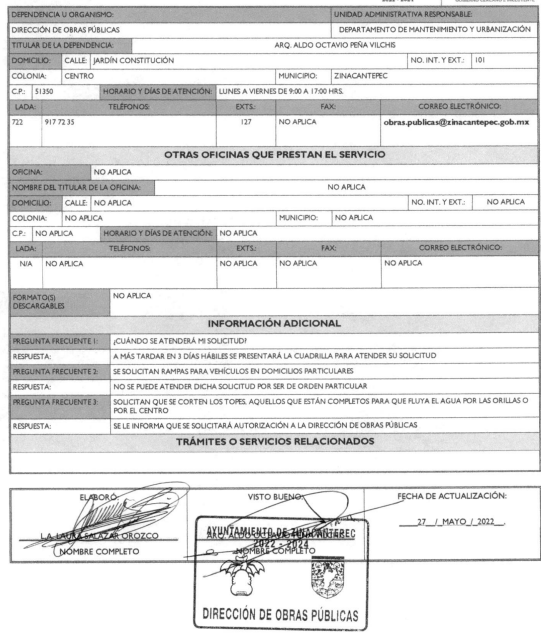 2022 - 2024
DEPENDENCIA U ORGANISMO: UNIDAD ADMINISTRATIVA RESPONSABLE:
DIRECCIÓN DE OBRAS PÚBLICAS DEPARTAMENTO DE MANTENIMIENTO Y URBANIZACIÓN
TITULAR DE LA DEPENDENCIA: ARQ. ALDO OCTAVIO PEÑA VILCHIS
DOMICILIO: CALLE: JARDÍN CONSTITUCIÓN NO. INT. Y EXT.: 101
COLONIA: CENTRO MUNICIPIO: ZINACANTEPEC
C.P.: 51350 HORARIO Y DÍAS DE ATENCIÓN: LUNES A VIERNES DE 9:00 A 17:00 HRS.
LADA: TELÉFONOS: EXTS.: FAX: CORREO ELECTRÓNICO:
722 917 72 35 127 NO APLICA obras.publicas@zinacantepec.gob.mx
OTRAS OFICINAS QUE PRESTAN EL SERVICIO
OFICINA: NO APLICA
NOMBRE DEL TITULAR DE LA OFICINA: NO APLICA
DOMICILIO: CALLE: NO APLICA NO. INT. Y EXT.: NO APLICA
COLONIA: NO APLICA MUNICIPIO: NO APLICA
C.P.: NO APLICA HORARIO Y DÍAS DE ATENCIÓN: NO APLICA
LADA: TELÉFONOS: EXTS.: FAX: CORREO ELECTRÓNICO:
N/A NO APLICA NO APLICA NO APLICA NO APLICA
FORMATO(S) NO APLICA
DESCARGABLES
INFORMACIÓN ADICIONAL
PREGUNTA FRECUENTE 1: ¿CUÁNDO SE ATENDERÁ MI SOLICITUD?
RESPUESTA: A MÁS TARDAR EN 3 DÍAS HÁBILES SE PRESENTARÁ LA CUADRILLA PARA ATENDER SU SOLICITUD
PREGUNTA FRECUENTE 2: SE SOLICITAN RAMPAS PARA VEHÍCULOS EN DOMICILIOS PARTICULARES
RESPUESTA: NO SE PUEDE ATENDER DICHA SOLICITUD POR SER DE ORDEN PARTICULAR
PREGUNTA FRECUENTE 3: SOLICITAN QUE SE CORTEN LOS TOPES, AQUELLOS QUE ESTÁN COMPLETOS PARA QUE FLUYA EL AGUA POR LAS ORILLAS O
POR EL CENTRO
RESPUESTA: SE LE INFORMA QUE SE SOLICITARÁ AUTORIZACIÓN A LA DIRECCIÓN DE OBRAS PÚBLICAS
TRÁMITES O SERVICIOS RELACIONADOS
ELABORÓ: VISTO BUENO: FECHA DE ACTUALIZACIÓN:
27__/_MAYO_/_2022__.
L.A. LAURA SALAZAR OROZCO ARQ. ALDO OCTAVIO PEÑA VILCHIS
NOMBRE COMPLETO NOMBRE COMPLETO
AYUNTAMIENTO DE ZINACANTEPEC
2022 - 2024
DIRECCIÓN DE OBRAS PÚBLICAS